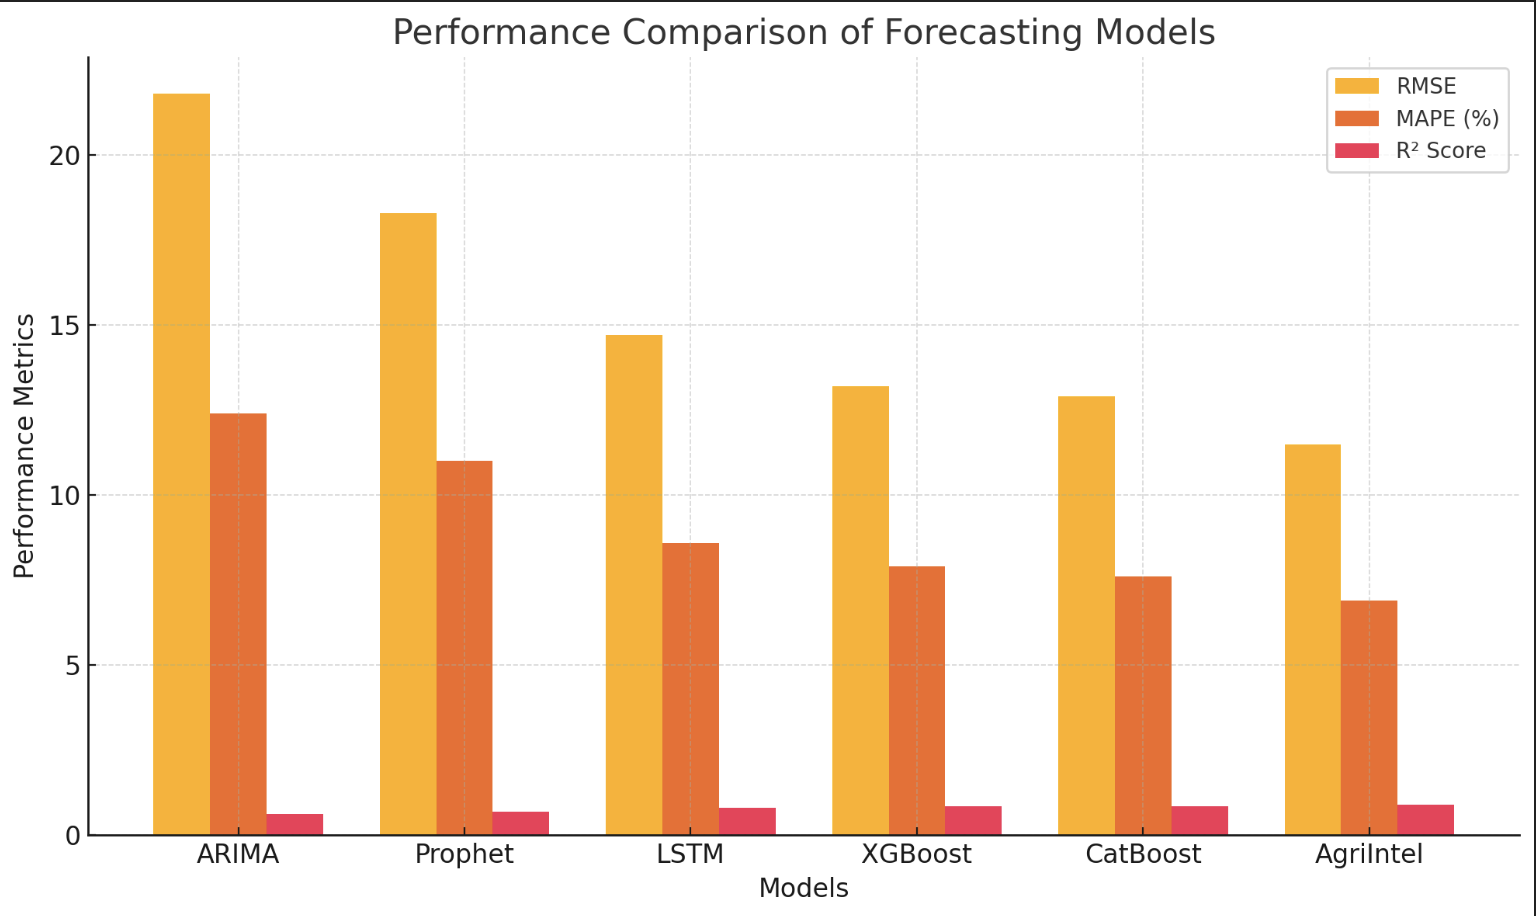 Performance Comparison of Forecasting Models
RMSE
MAPE (%)
R² Score
Performance Metrics
20
15
10
5
0
ARIMA
Prophet
LSTM
XGBoost
CatBoost
AgriIntel
Models